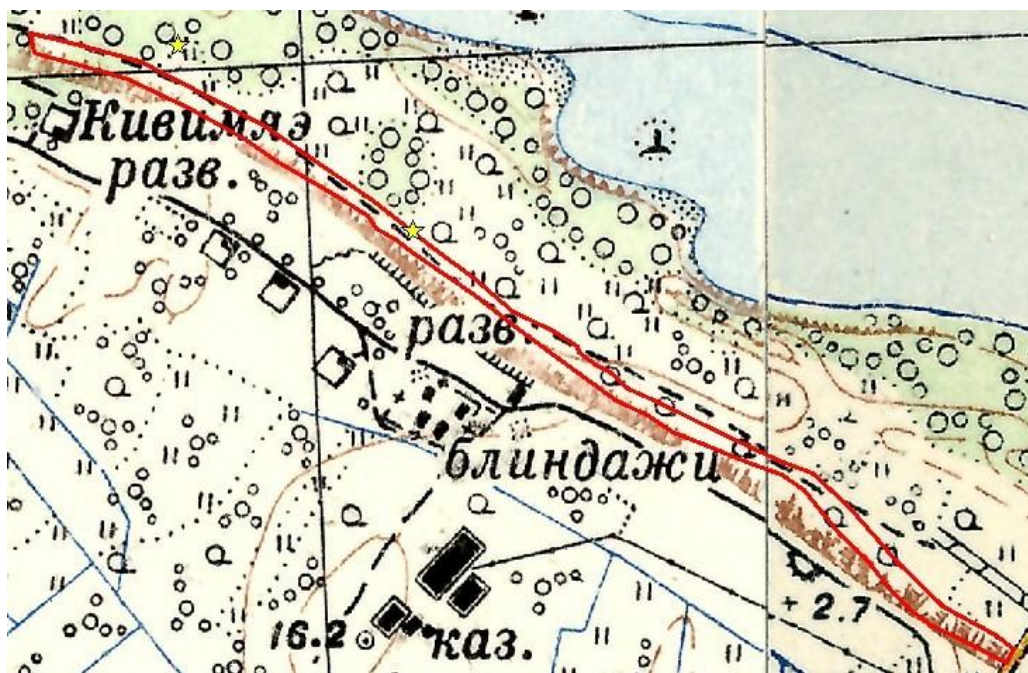 Кивимяэ
разв.
разв.
блиндажи
+ 2.7
16.2
каз.